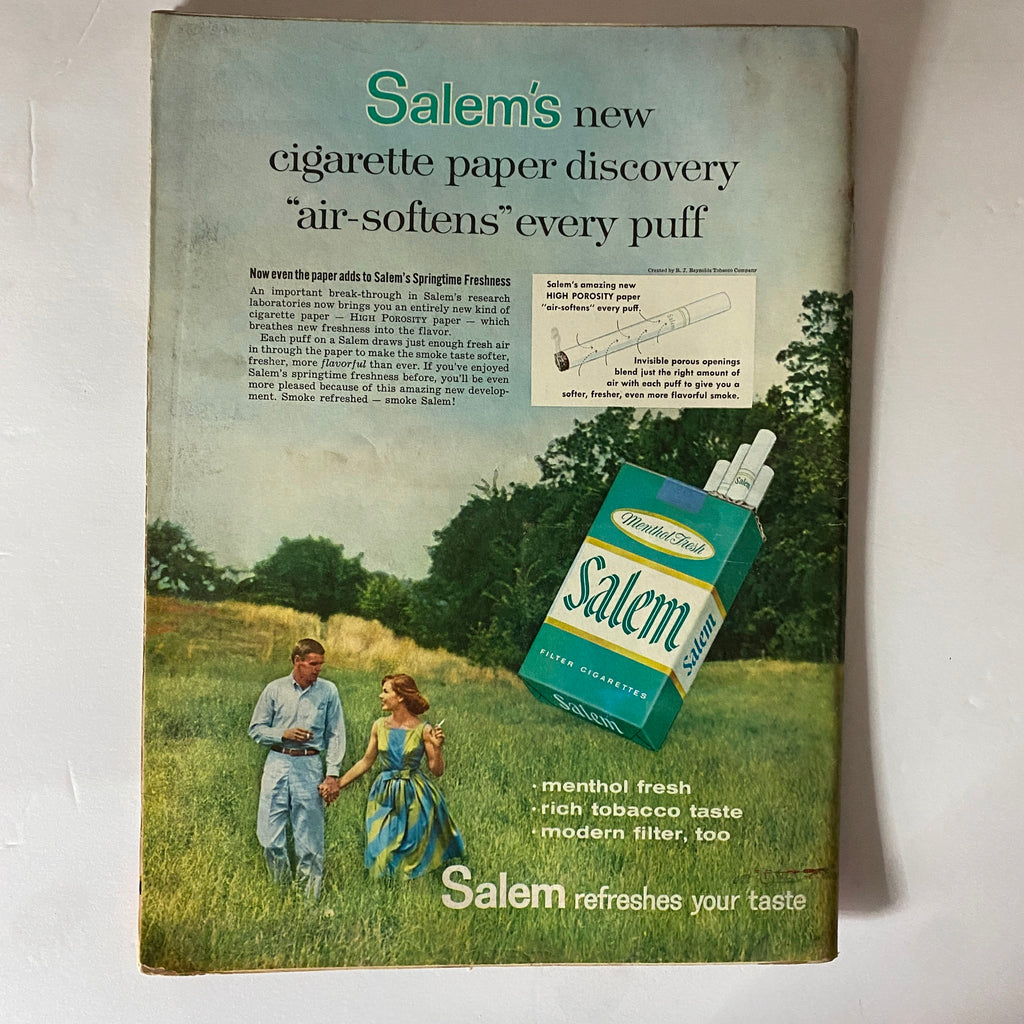 Salem's new
cigarette paper discovery
"air-softens" every puff
Now even the paper adds to Salem's Springtime Freshness
An important break-through in Salem's research
laboratories now brings you an entirely new kind of
cigarette paper — HIGH POROSITY paper — which
breathes new freshness into the flavor.
Each puff on a Salem draws just enough fresh air
in through the paper to make the smoke taste softer,
fresher, more flavorful than ever. If you've enjoyed
Salem's springtime freshness before, you'll be even
more pleased because of this amazing new develop-
ment. Smoke refreshed — smoke Salem!
Created by R. J. Reynolds Tobacco Company
Salem's amazing new
HIGH POROSITY paper
"air-softens" every puff.
Salem
Invisible porous openings
blend just the right amount of
air with each puff to give you a
softer, fresher, even more flavorful smoke.
Salem
Menthol Fresh
Salem
Salem
FILTER CIGARETTES
Salem
· menthol fresh
· rich tobacco taste
· modern filter, too
Salem refreshes your taste